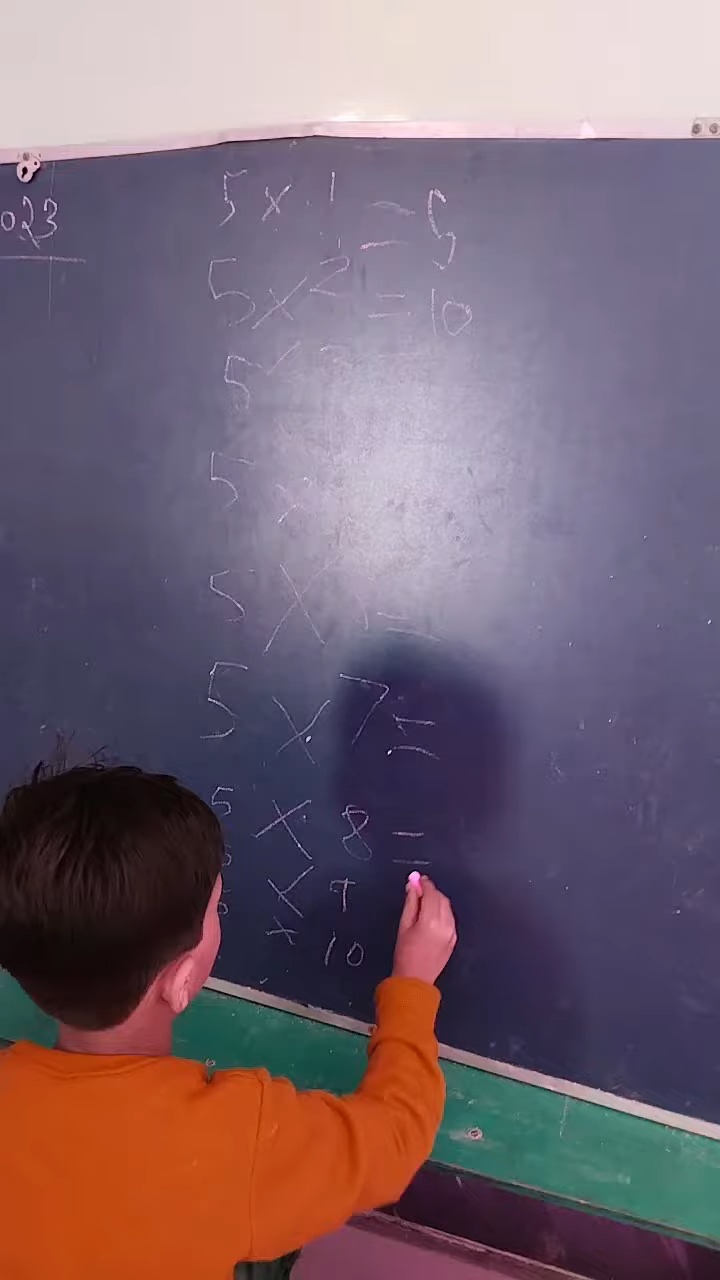 023
5 x 1 = 5
5 x 2 = 10
5 x
5 x
5 x =
5 x 7 =
5 x 8 =
x 9
x 10